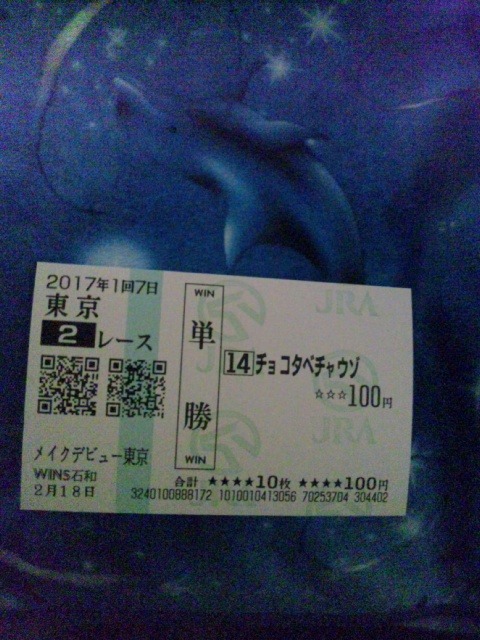 2017年1回7日
東京
2レース
メイクデビュー東京
WINS石和
2月18日
WIN
単勝
WIN
JRA
14チョコタベチャウゾ
☆☆☆100円
JRA
合計 ★★★★10枚 ★★★★100円
3240100888172 1010010413056 70253704 304402